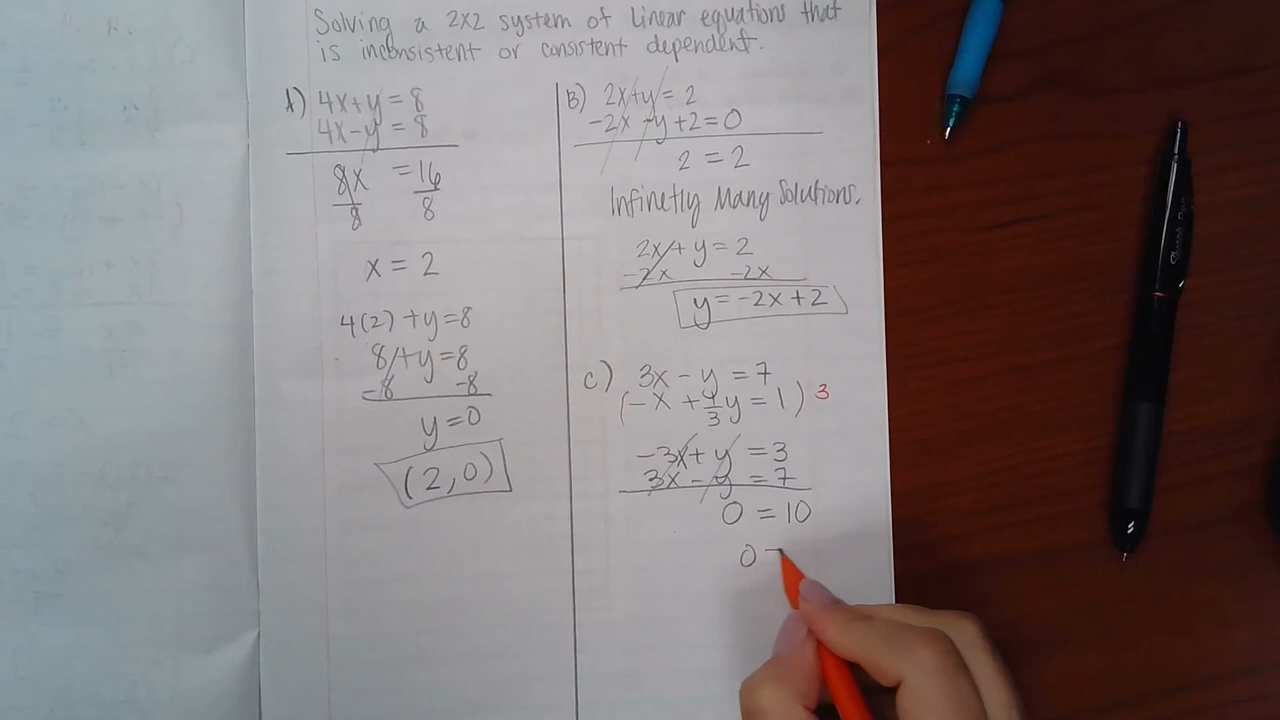 Solving a 2x2 system of linear equations that
is inconsistent or consistent dependent.
A) 4x+y=8
4x-y=8
8x =16
8 8
x = 2
4(2)+y=8
8+y=8
-8 -8
y=0
(2,0)
B) 2x+y=2
-2x-y+2=0
2 = 2
Infinetly Many Solutions.
2x+y=2
-2x -2x
y=-2x+2
C) 3x-y=7
(-x+y=1)3
3
-3x+y=3
3x-y=7
0 = 10
0